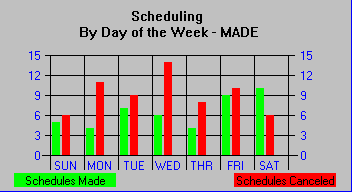 Scheduling
By Day of the Week - MADE
15 15
12 12
9 9
6 6
3 3
0 0
SUN MON TUE WED THR FRI SAT
Schedules Made Schedules Canceled